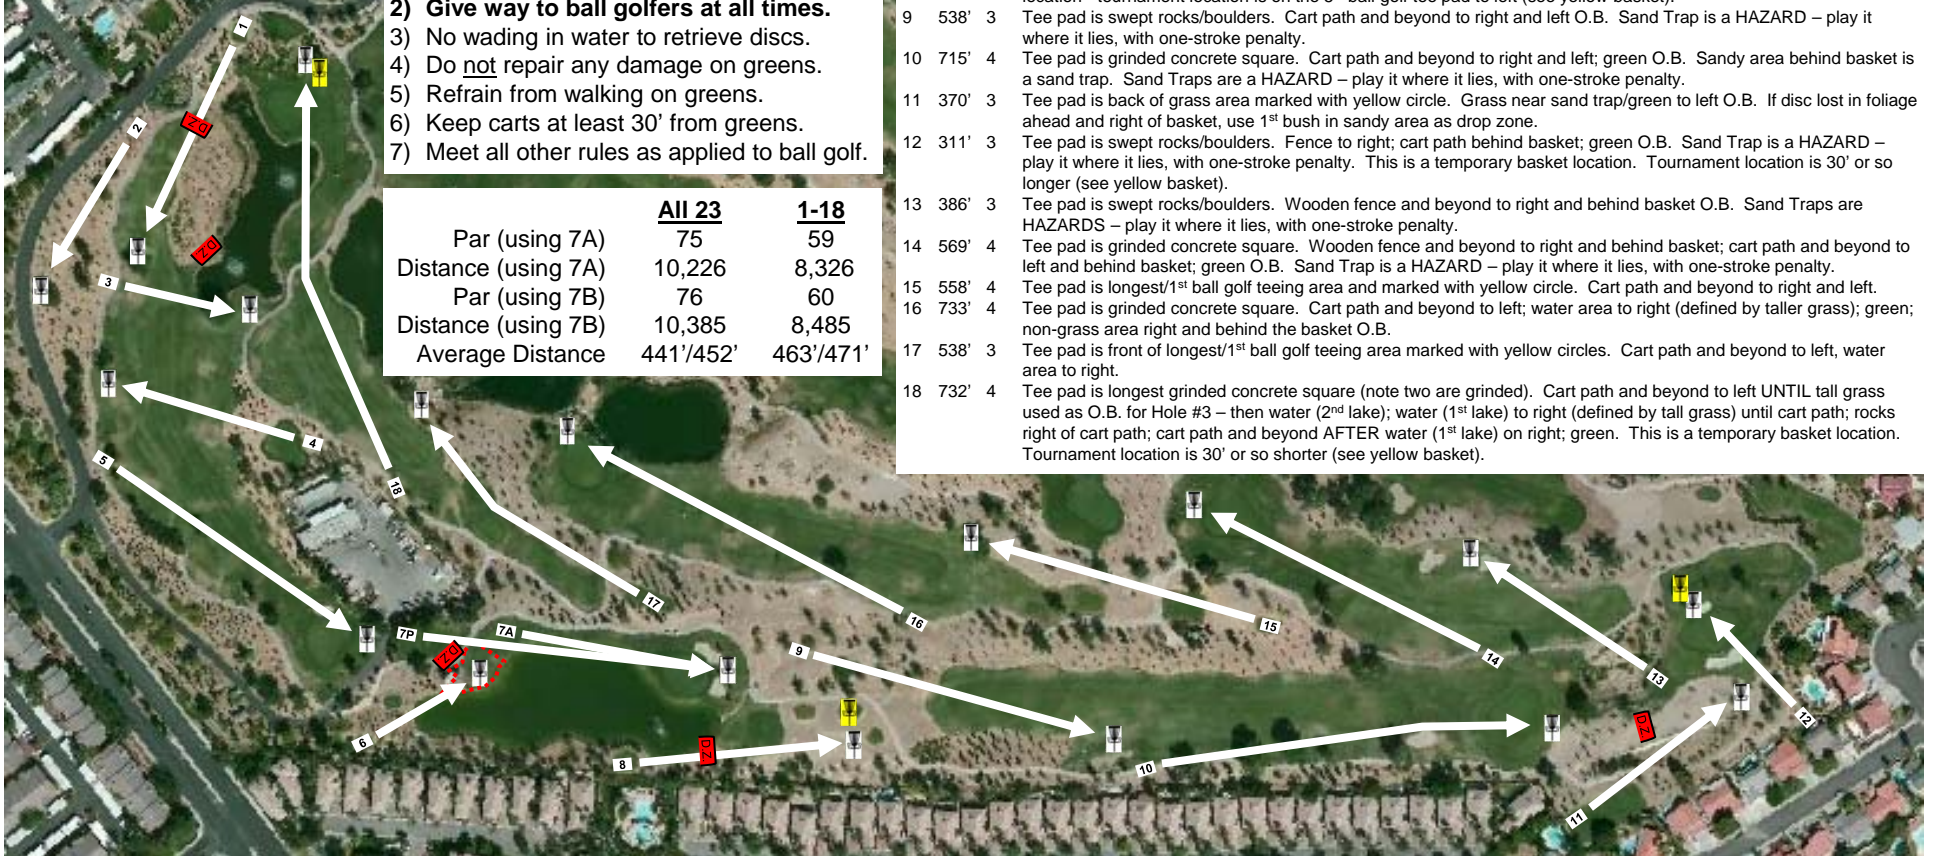 2) Give way to ball golfers at all times.
3) No wading in water to retrieve discs.
4) Do not repair any damage on greens.
5) Refrain from walking on greens.
6) Keep carts at least 30’ from greens.
7) Meet all other rules as applied to ball golf.
All 23 1-18
Par (using 7A) 75 59
Distance (using 7A) 10,226 8,326
Par (using 7B) 76 60
Distance (using 7B) 10,385 8,485
Average Distance 441’/452’ 463’/471’
9 538’ 3 Tee pad is swept rocks/boulders. Cart path and beyond to right and left O.B. Sand Trap is a HAZARD – play it
where it lies, with one-stroke penalty.
10 715’ 4 Tee pad is grinded concrete square. Cart path and beyond to right and left; green O.B. Sandy area behind basket is
a sand trap. Sand Traps are a HAZARD – play it where it lies, with one-stroke penalty.
11 370’ 3 Tee pad is back of grass area marked with yellow circle. Grass near sand trap/green to left O.B. If disc lost in foliage
ahead and right of basket, use 1st bush in sandy area as drop zone.
12 311’ 3 Tee pad is swept rocks/boulders. Fence to right; cart path behind basket; green O.B. Sand Trap is a HAZARD –
play it where it lies, with one-stroke penalty. This is a temporary basket location. Tournament location is 30’ or so
longer (see yellow basket).
13 386’ 3 Tee pad is swept rocks/boulders. Wooden fence and beyond to right and behind basket O.B. Sand Traps are
HAZARDS – play it where it lies, with one-stroke penalty.
14 569’ 4 Tee pad is grinded concrete square. Wooden fence and beyond to right and behind basket; cart path and beyond to
left and behind basket; green O.B. Sand Trap is a HAZARD – play it where it lies, with one-stroke penalty.
15 558’ 4 Tee pad is longest/1st ball golf teeing area and marked with yellow circle. Cart path and beyond to right and left.
16 733’ 4 Tee pad is grinded concrete square. Cart path and beyond to left; water area to right (defined by taller grass); green;
non-grass area right and behind the basket O.B.
17 538’ 3 Tee pad is front of longest/1st ball golf teeing area marked with yellow circles. Cart path and beyond to left, water
area to right.
18 732’ 4 Tee pad is longest grinded concrete square (note two are grinded). Cart path and beyond to left UNTIL tall grass
used as O.B. for Hole #3 – then water (2nd lake); water (1st lake) to right (defined by tall grass) until cart path; rocks
right of cart path; cart path and beyond AFTER water (1st lake) on right; green. This is a temporary basket location.
Tournament location is 30’ or so shorter (see yellow basket).
1
D.Z.
2
D.Z.
3
4
5
18
17
7P
7A
D.Z.
6
8
D.Z.
9
16
15
14
13
10
D.Z.
12
11